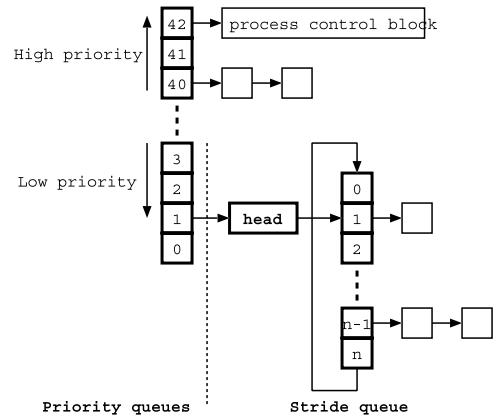 42
process control block
41
High priority
40
3
Low priority
2
1
head
0
0
1
2
n-1
n
Priority queues
Stride queue